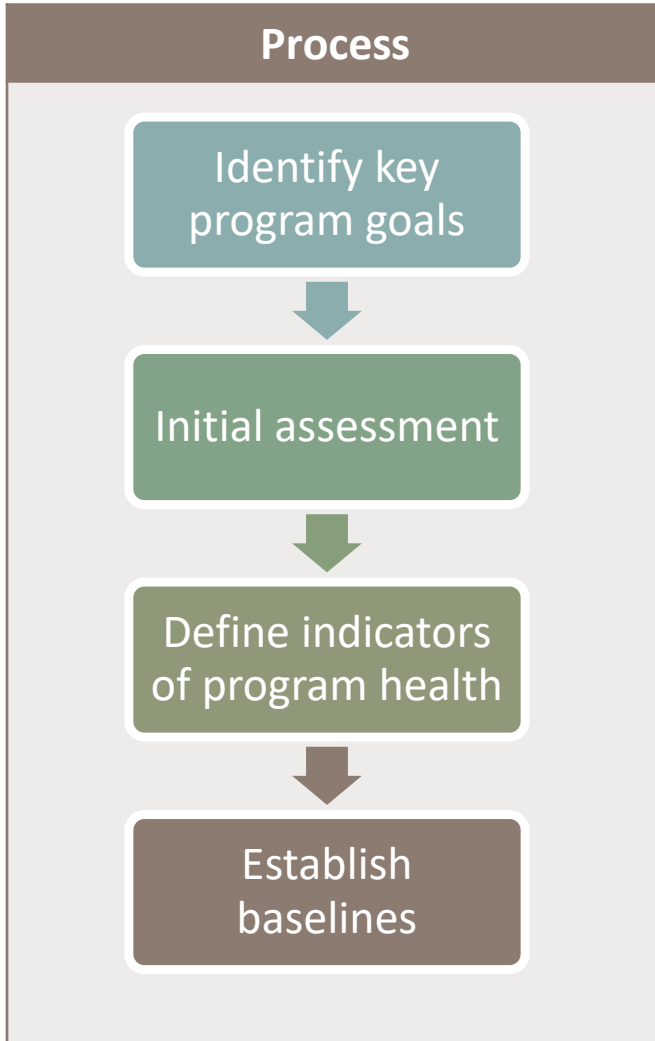 Process
Identify key
program goals
Initial assessment
Define indicators
of program health
Establish
baselines